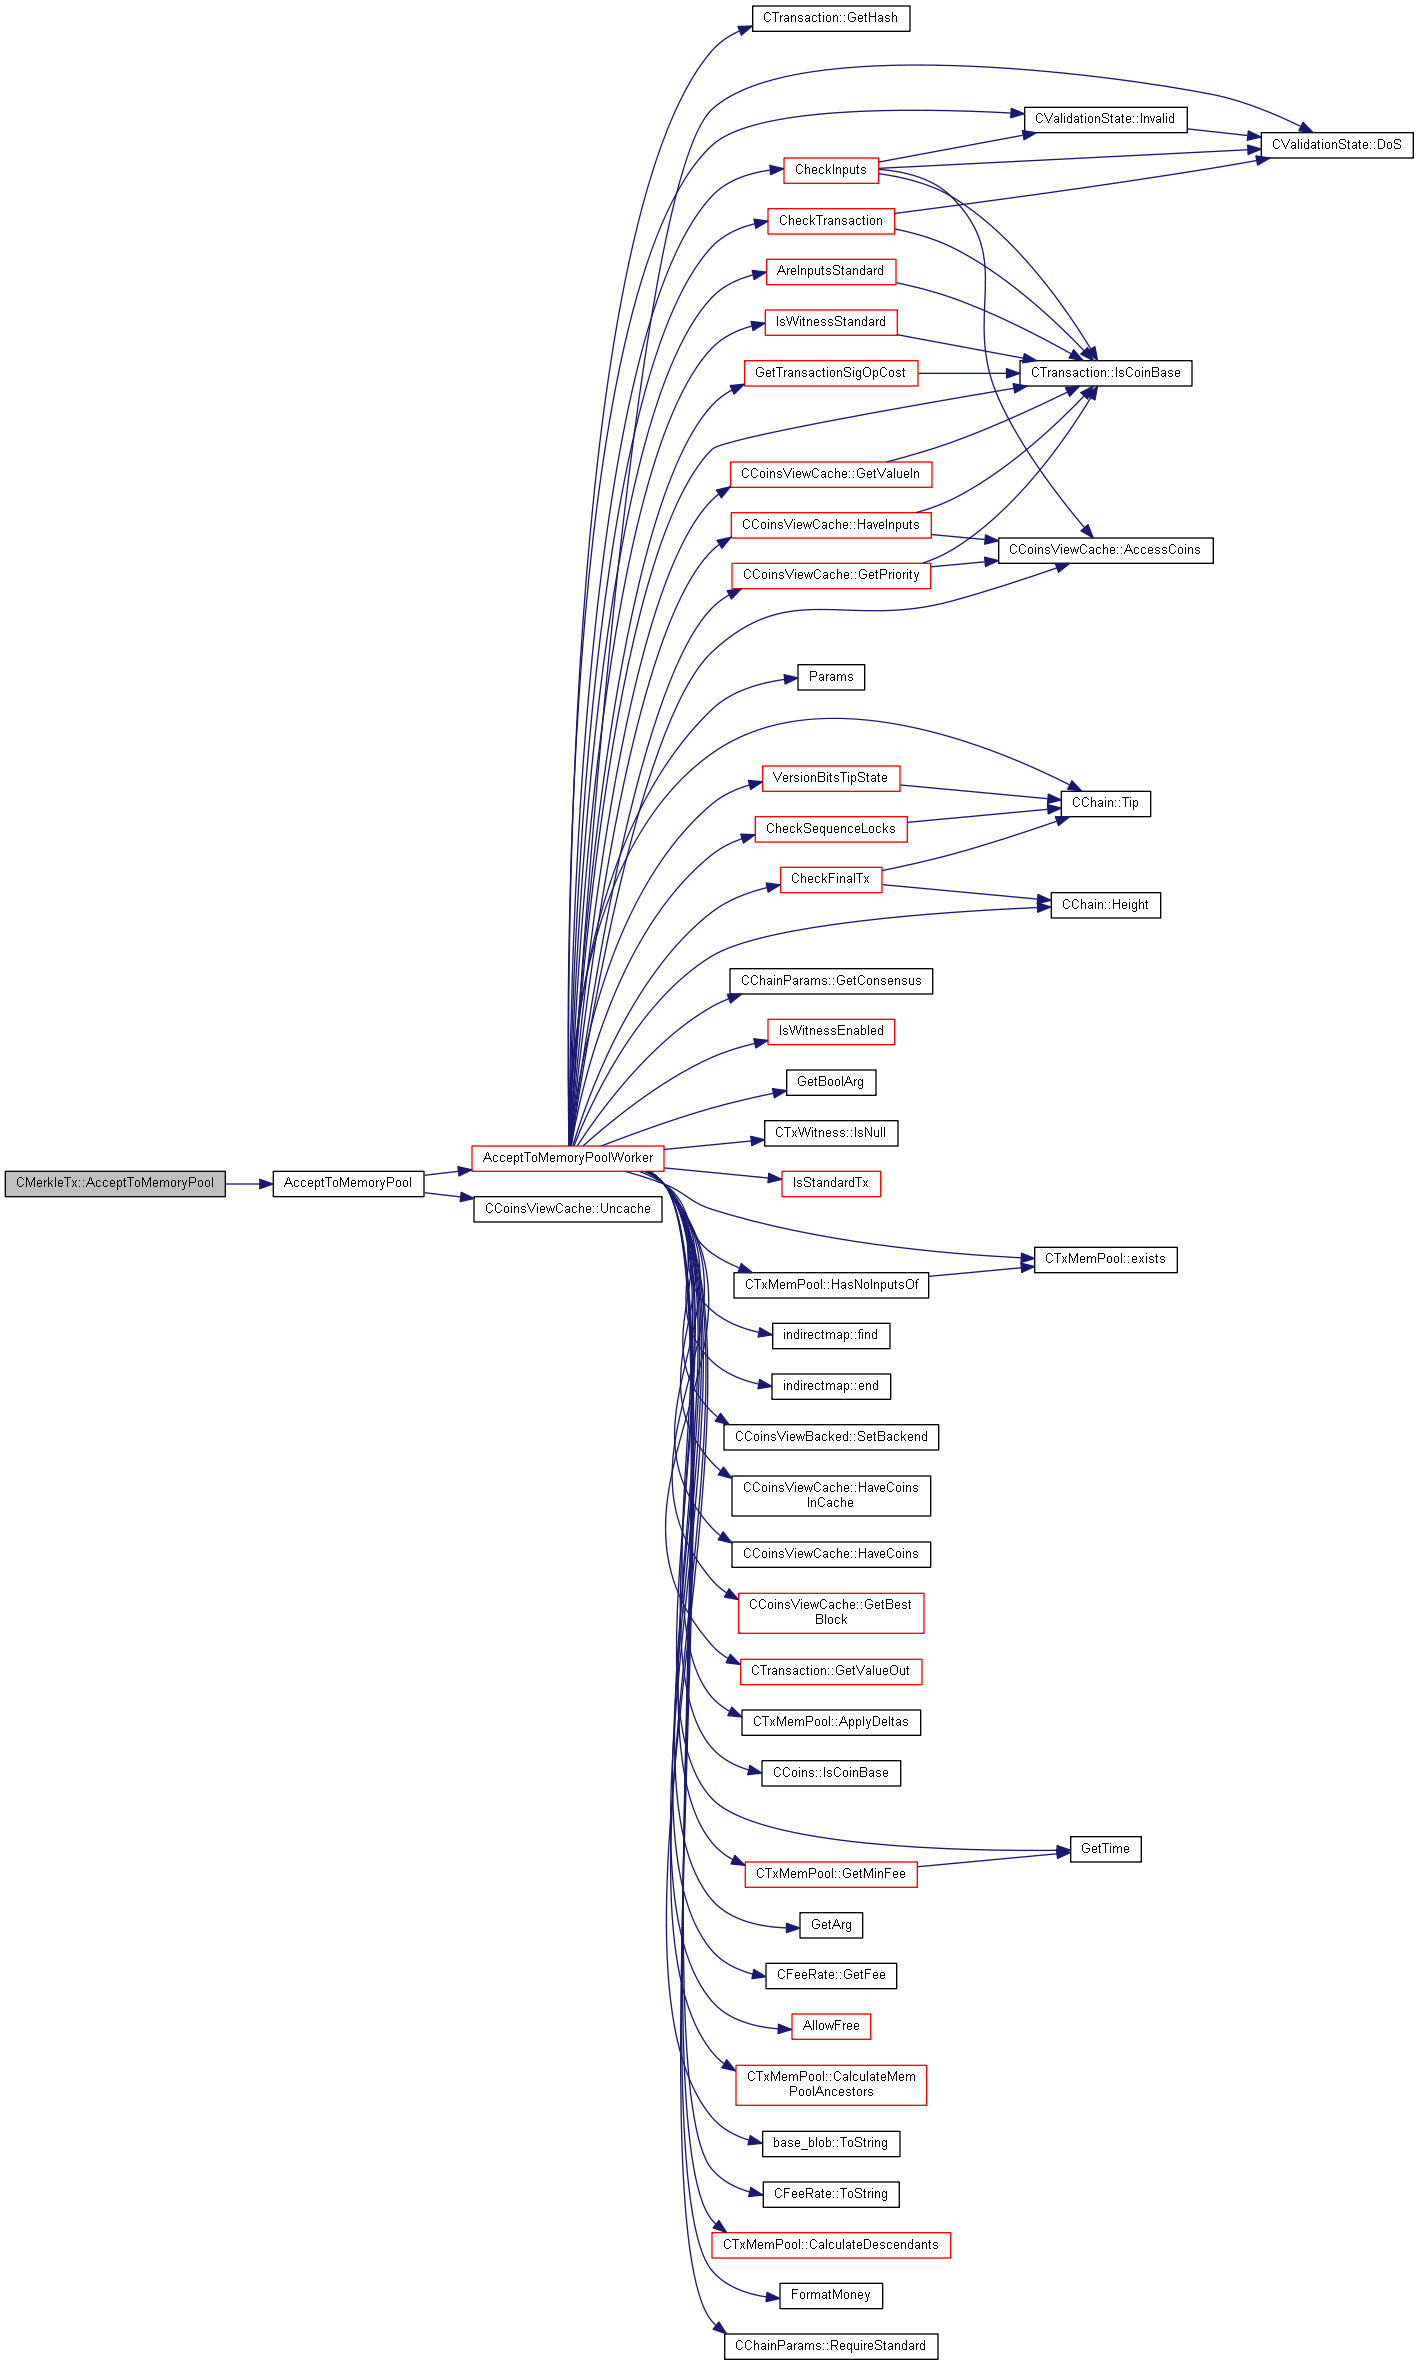 CTransaction::GetHash
CValidationState::Invalid
CValidationState::DoS
CheckInputs
CheckTransaction
AreInputsStandard
IsWitnessStandard
GetTransactionSigOpCost
CTransaction::IsCoinBase
CCoinsViewCache::GetValueIn
CCoinsViewCache::HaveInputs
CCoinsViewCache::AccessCoins
CCoinsViewCache::GetPriority
Params
VersionBitsTipState
CChain::Tip
CheckSequenceLocks
CheckFinalTx
CChain::Height
CChainParams::GetConsensus
IsWitnessEnabled
GetBoolArg
CTxWitness::IsNull
AcceptToMemoryPoolWorker
CMerkleTx::AcceptToMemoryPool
AcceptToMemoryPool
IsStandardTx
CCoinsViewCache::Uncache
CTxMemPool::exists
CTxMemPool::HasNoInputsOf
indirectmap::find
indirectmap::end
CCoinsViewBacked::SetBackend
CCoinsViewCache::HaveCoins
InCache
CCoinsViewCache::HaveCoins
CCoinsViewCache::GetBest
Block
CTransaction::GetValueOut
CTxMemPool::ApplyDeltas
CCoins::IsCoinBase
GetTime
CTxMemPool::GetMinFee
GetArg
CFeeRate::GetFee
AllowFree
CTxMemPool::CalculateMem
PoolAncestors
base_blob::ToString
CFeeRate::ToString
CTxMemPool::CalculateDescendants
FormatMoney
CChainParams::RequireStandard